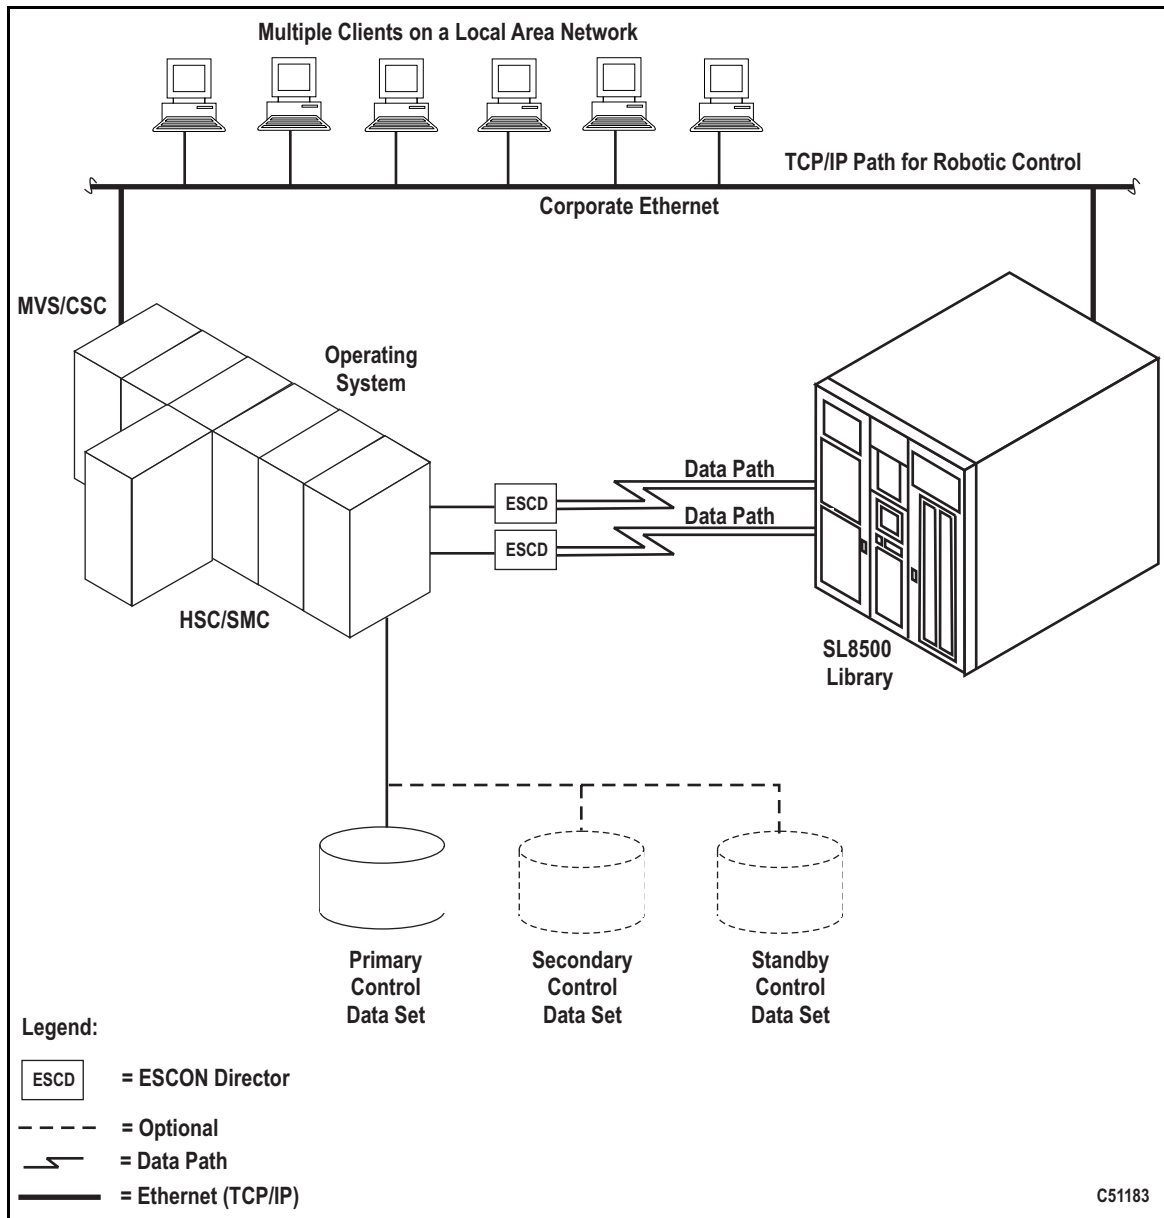 Multiple Clients on a Local Area Network
TCP/IP Path for Robotic Control
Corporate Ethernet
MVS/CSC
Operating
System
Data Path
ESCD
Data Path
ESCD
HSC/SMC
SL8500
Library
Primary
Control
Data Set
Secondary
Control
Data Set
Standby
Control
Data Set
Legend:
ESCD = ESCON Director
= Optional
= Data Path
= Ethernet (TCP/IP)
C51183